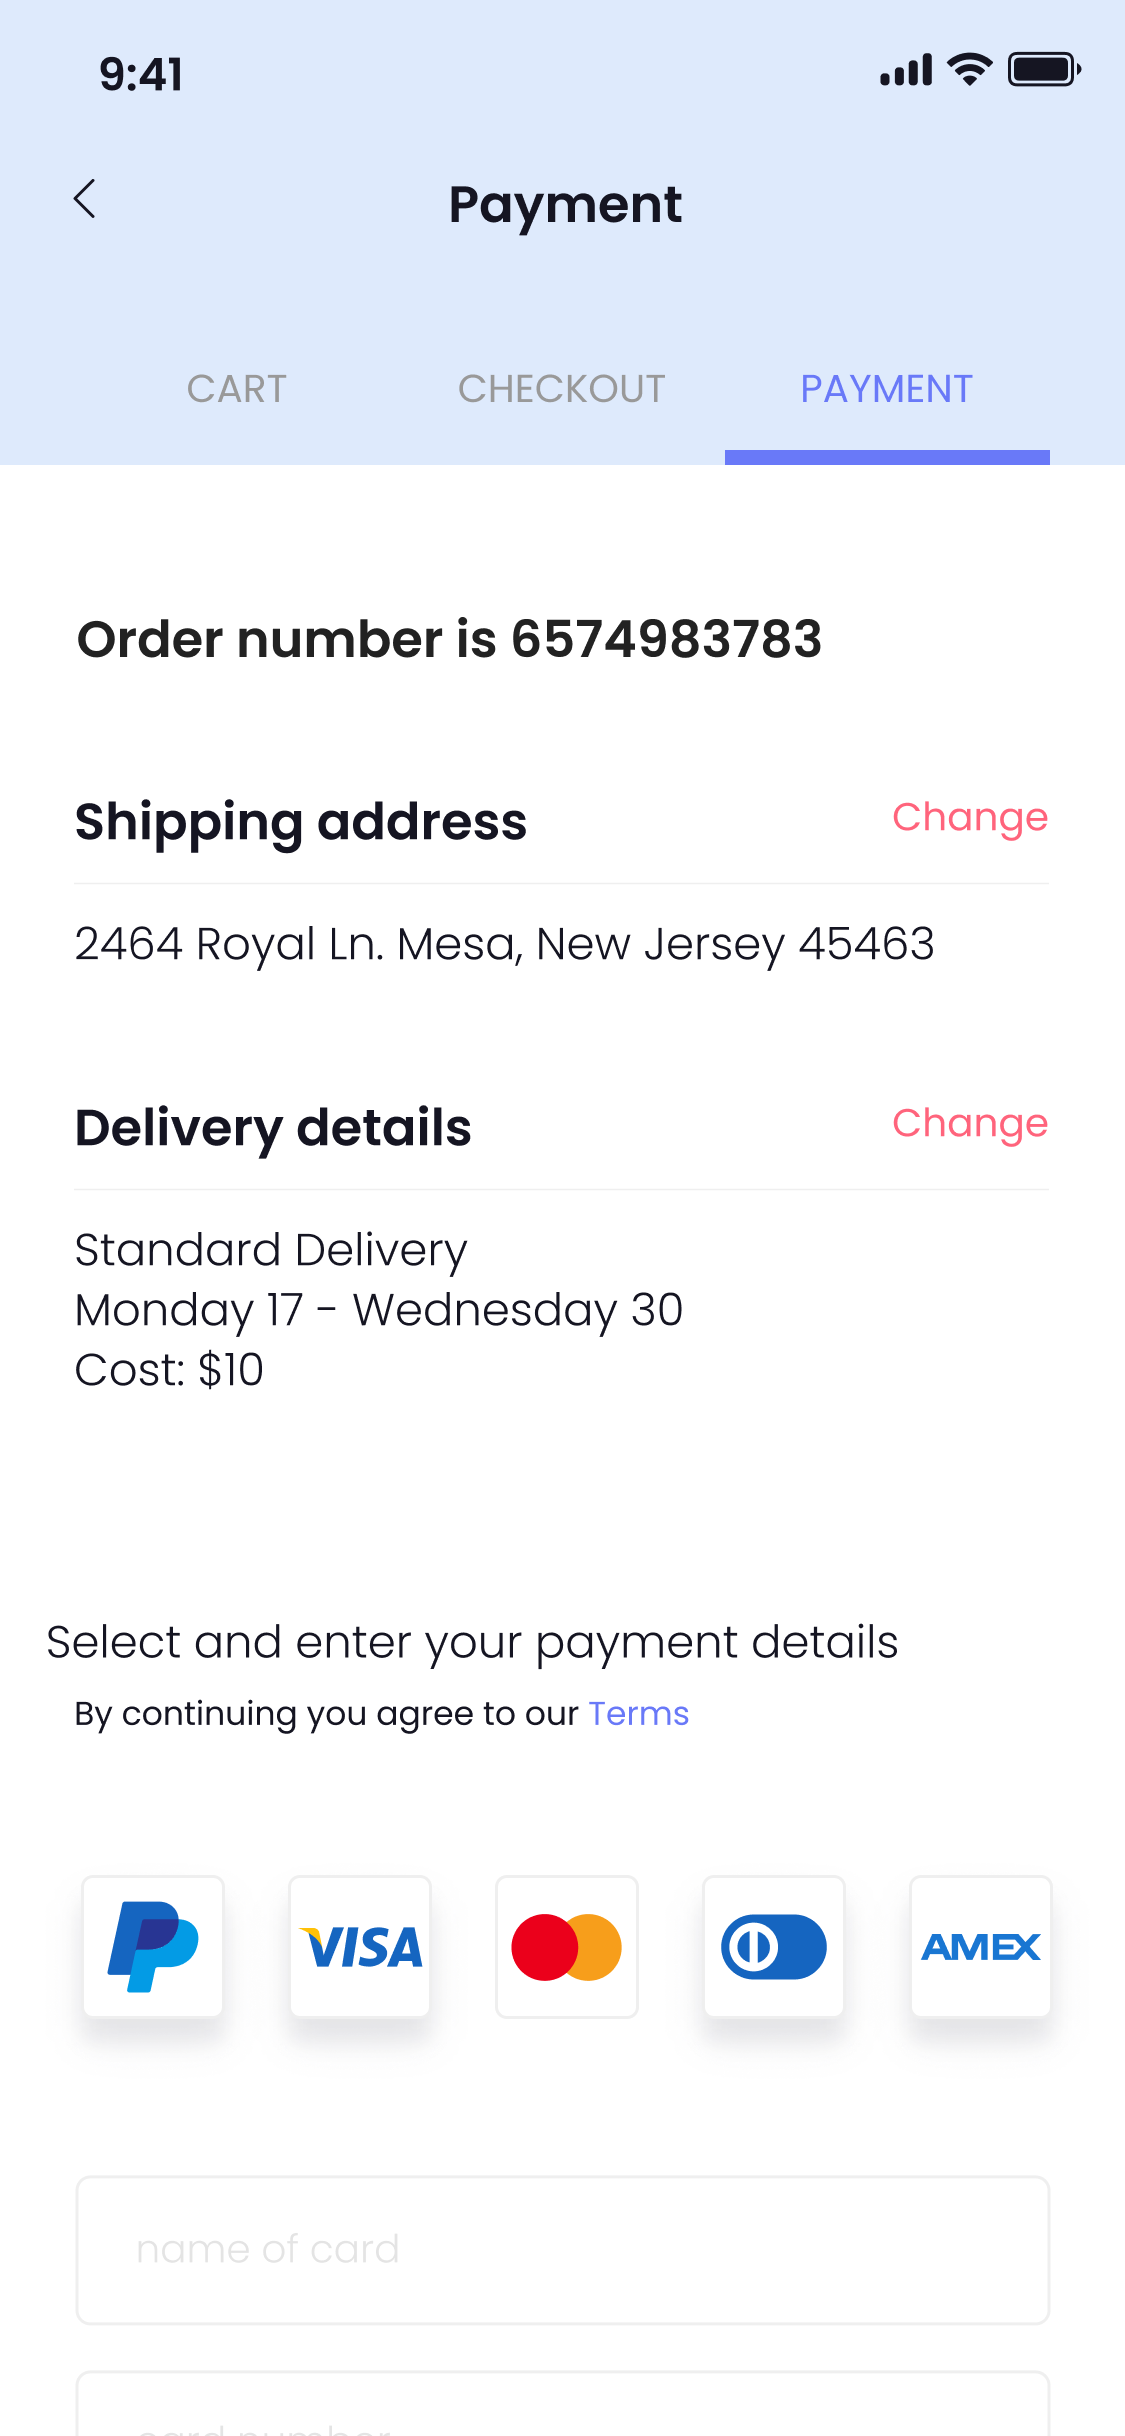 9:41
Payment
CART CHECKOUT PAYMENT
Order number is 6574983783
Shipping address Change
2464 Royal Ln. Mesa, New Jersey 45463
Delivery details Change
Standard Delivery
Monday 17 - Wednesday 30
Cost: $10
Select and enter your payment details
By continuing you agree to our Terms
VISA AMEX
name of card
card number